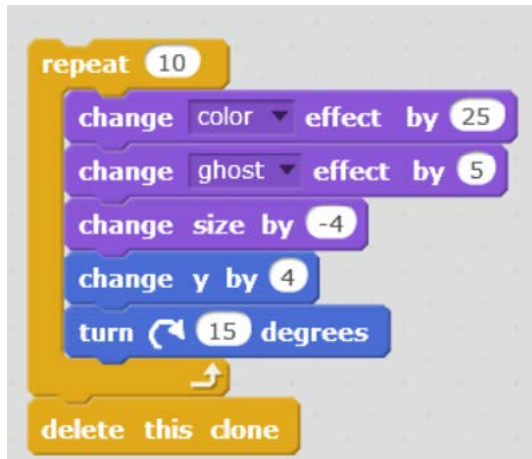 repeat 10
change color effect by 25
change ghost effect by 5
change size by -4
change y by 4
turn 15 degrees
delete this clone